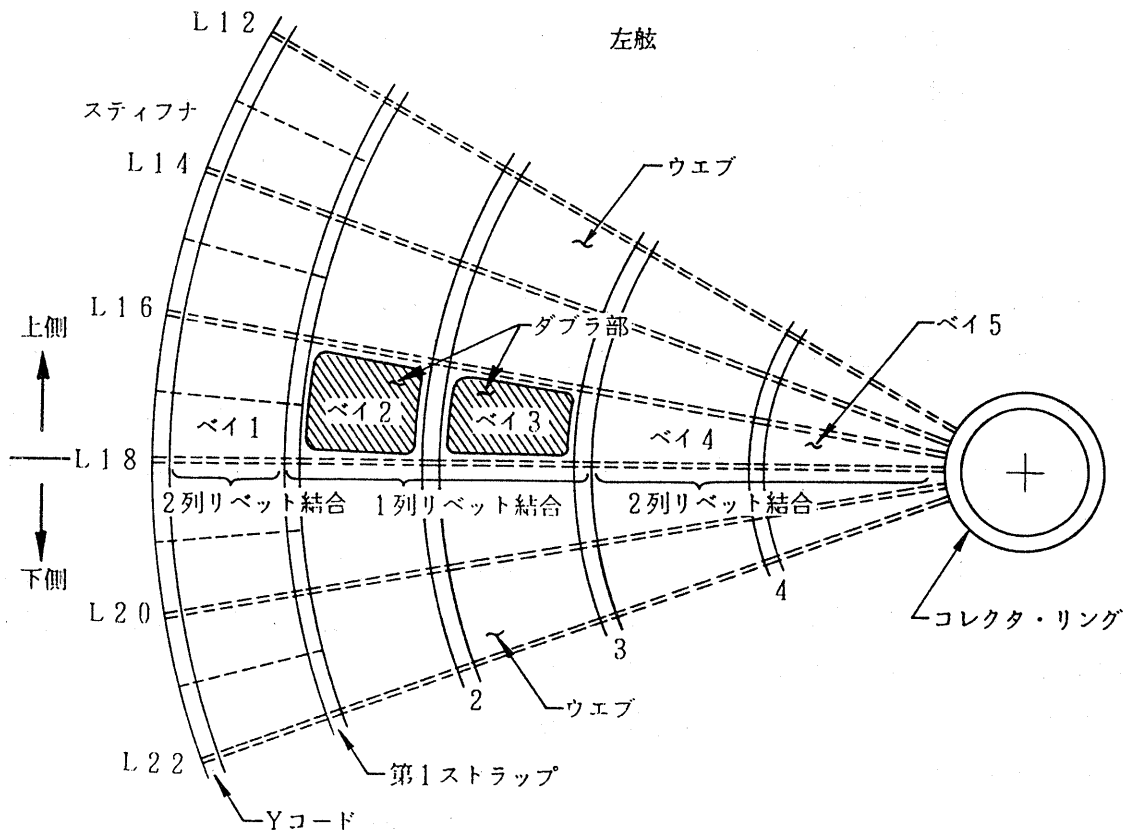 左舷
L12
スティフナ
L14
ウエブ
L16
上側
ダブラ部
ベイ5
ベイ1
ベイ2
ベイ3
ベイ4
L18
2列リベット結合
1列リベット結合
2列リベット結合
下側
L20
4
コレクタ・リング
3
2
ウエブ
L22
第1ストラップ
Yコード